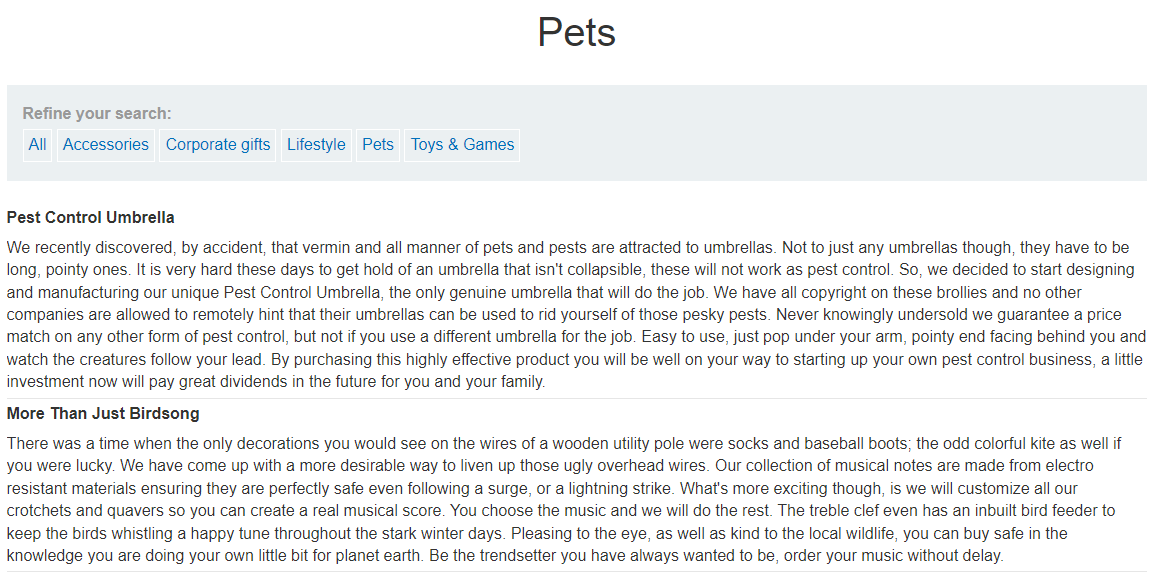 Pets
Refine your search:
All Accessories Corporate gifts Lifestyle Pets Toys & Games
Pest Control Umbrella
We recently discovered, by accident, that vermin and all manner of pets and pests are attracted to umbrellas. Not to just any umbrellas though, they have to be
long, pointy ones. It is very hard these days to get hold of an umbrella that isn't collapsible, these will not work as pest control. So, we decided to start designing
and manufacturing our unique Pest Control Umbrella, the only genuine umbrella that will do the job. We have all copyright on these brollies and no other
companies are allowed to remotely hint that their umbrellas can be used to rid yourself of those pesky pests. Never knowingly undersold we guarantee a price
match on any other form of pest control, but not if you use a different umbrella for the job. Easy to use, just pop under your arm, pointy end facing behind you and
watch the creatures follow your lead. By purchasing this highly effective product you will be well on your way to starting up your own pest control business, a little
investment now will pay great dividends in the future for you and your family.
More Than Just Birdsong
There was a time when the only decorations you would see on the wires of a wooden utility pole were socks and baseball boots; the odd colorful kite as well if
you were lucky. We have come up with a more desirable way to liven up those ugly overhead wires. Our collection of musical notes are made from electro
resistant materials ensuring they are perfectly safe even following a surge, or a lightning strike. What's more exciting though, is we will customize all our
crotchets and quavers so you can create a real musical score. You choose the music and we will do the rest. The treble clef even has an inbuilt bird feeder to
keep the birds whistling a happy tune throughout the stark winter days. Pleasing to the eye, as well as kind to the local wildlife, you can buy safe in the
knowledge you are doing your own little bit for planet earth. Be the trendsetter you have always wanted to be, order your music without delay.